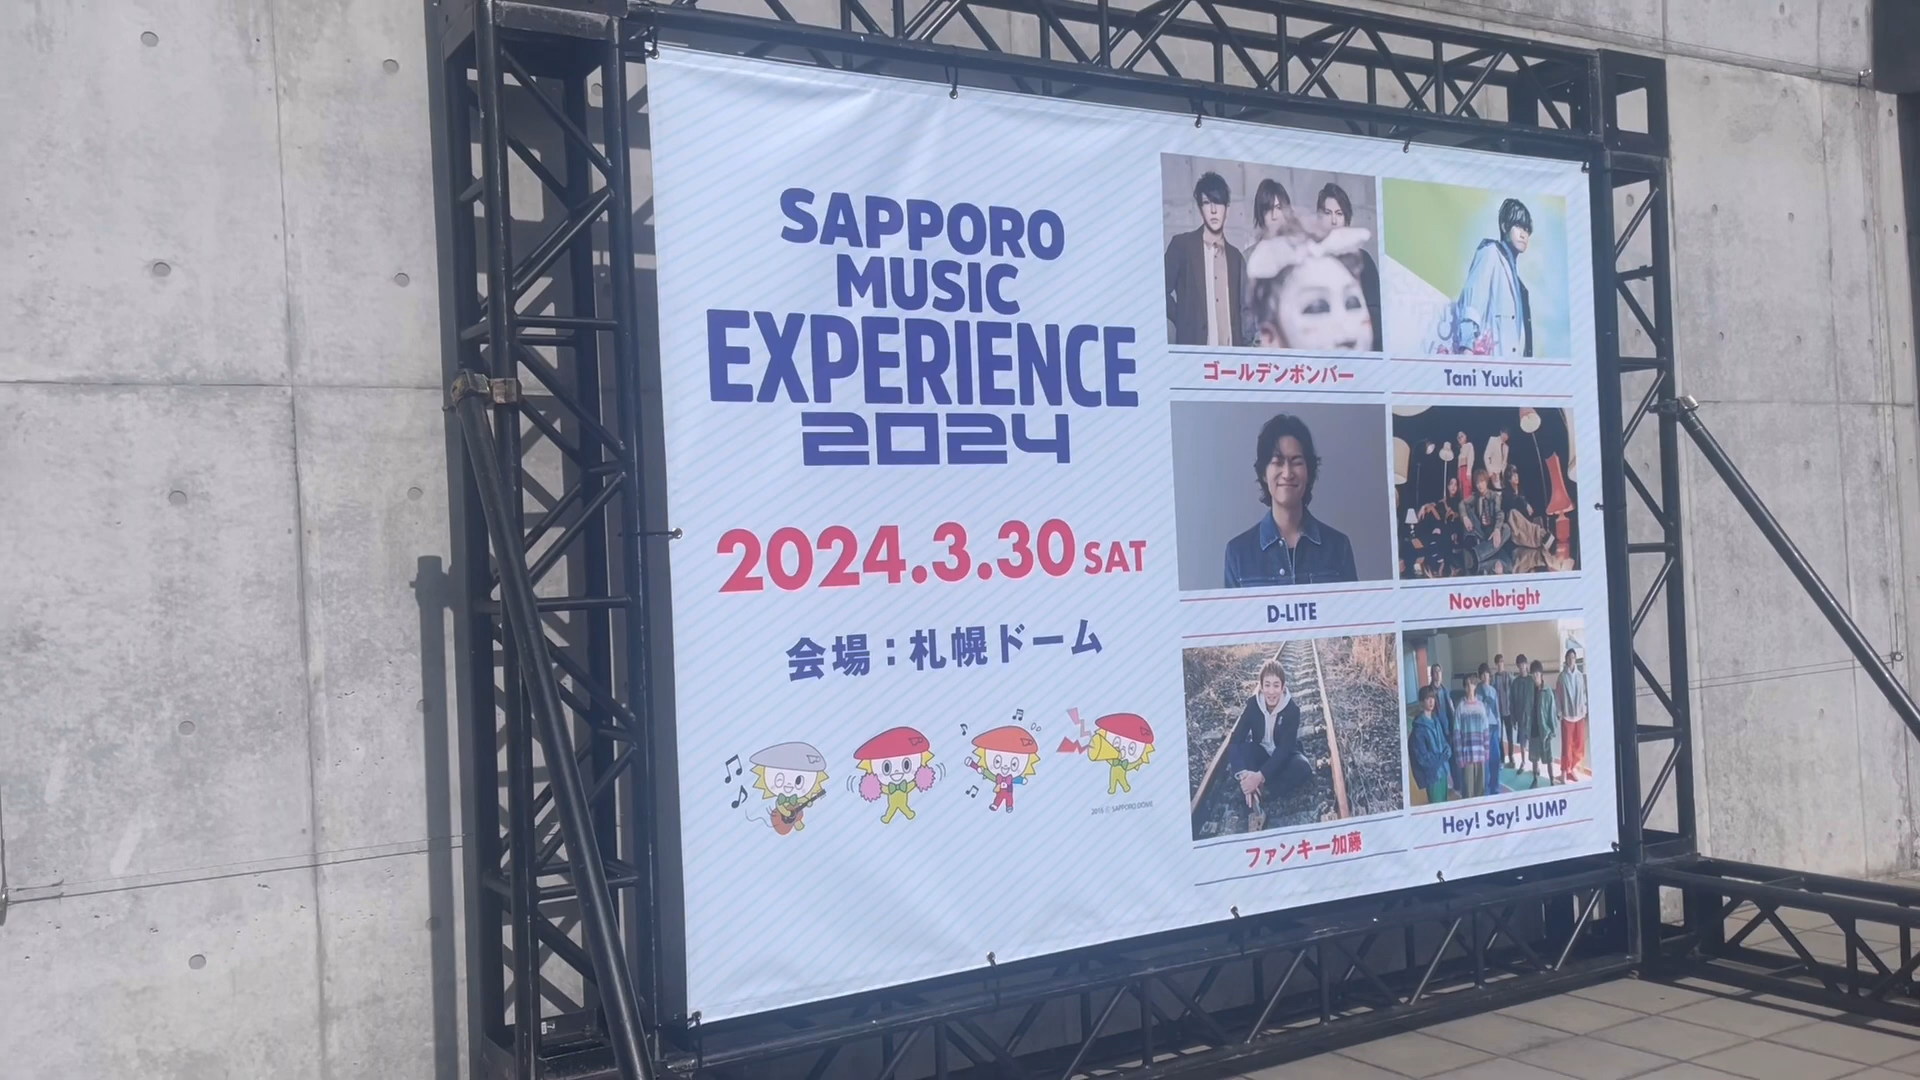 SAPPORO
MUSIC
EXPERIENCE
2024
2024.3.30 SAT
会場：札幌ドーム
ゴールデンボンバー
Tani Yuuki
D-LITE
Novelbright
ファンキー加藤
Hey! Say! JUMP
© SAPPORO DOME